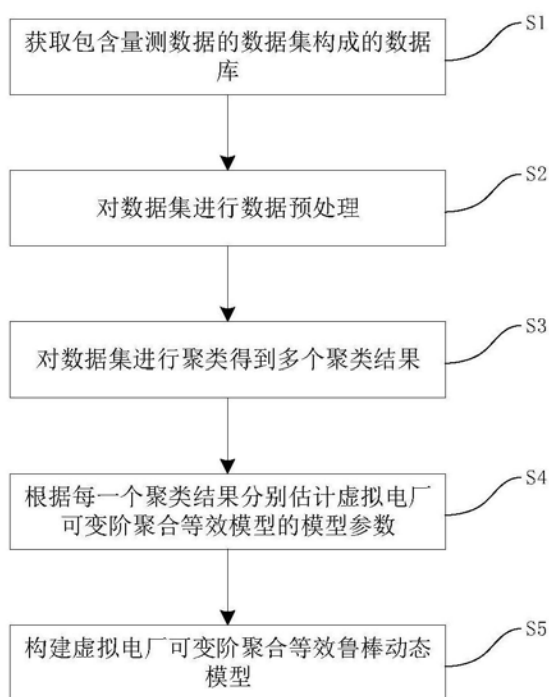 获取包含量测数据的数据集构成的数据
库
S1
对数据集进行数据预处理
S2
对数据集进行聚类得到多个聚类结果
S3
根据每一个聚类结果分别估计虚拟电厂
可变阶聚合等效模型的模型参数
S4
构建虚拟电厂可变阶聚合等效鲁棒动态
模型
S5